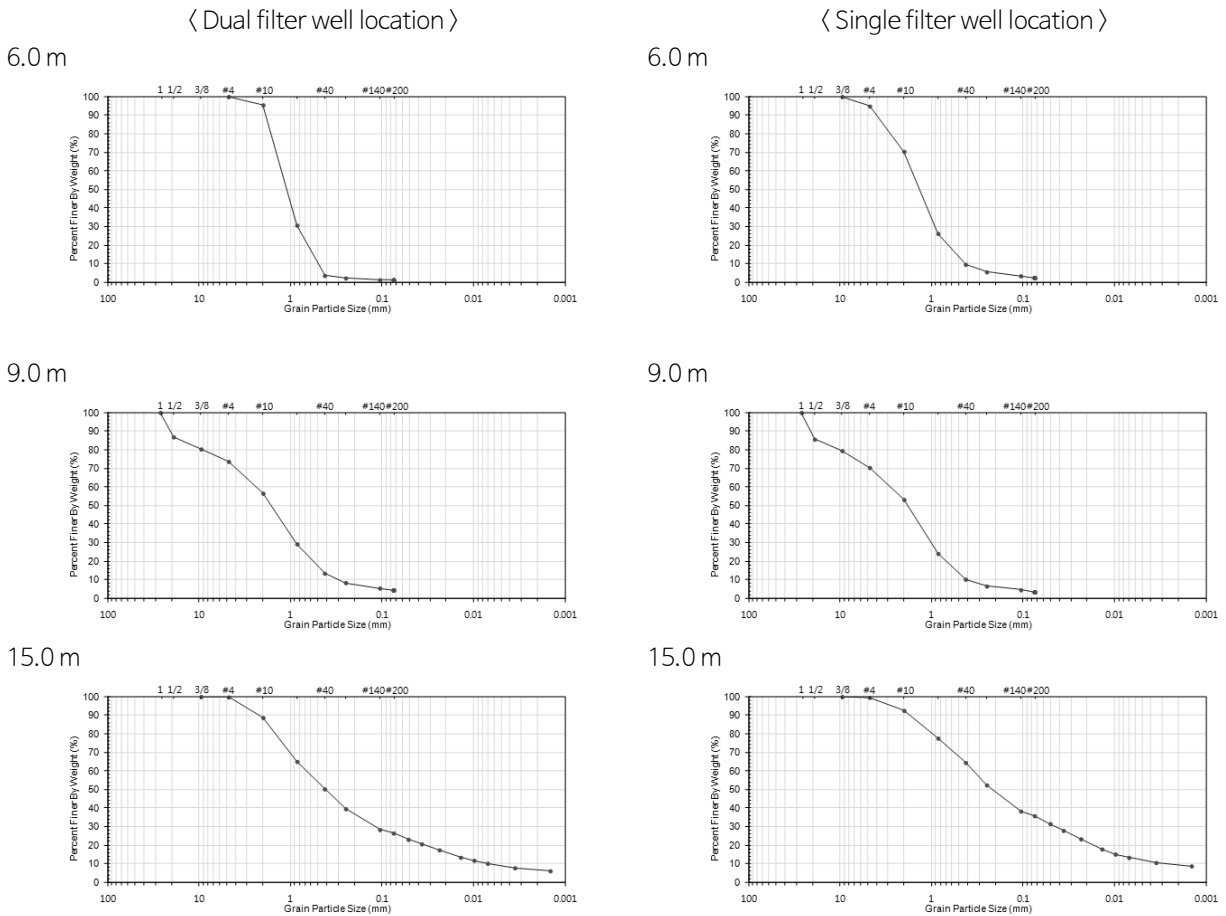 〈 Dual filter well location 〉
〈 Single filter well location 〉
6.0 m
6.0 m
1 1/2 3/8 #4 #10 #40 #140 #200
100
90
80
70
60
50
40
30
20
10
0
Percent Finer By Weight (%)
100 10 1 0.1 0.01 0.001
Grain Particle Size (mm)
1 1/2 3/8 #4 #10 #40 #140 #200
100
90
80
70
60
50
40
30
20
10
0
Percent Finer By Weight (%)
100 10 1 0.1 0.01 0.001
Grain Particle Size (mm)
9.0 m
9.0 m
1 1/2 3/8 #4 #10 #40 #140 #200
100
90
80
70
60
50
40
30
20
10
0
Percent Finer By Weight (%)
100 10 1 0.1 0.01 0.001
Grain Particle Size (mm)
1 1/2 3/8 #4 #10 #40 #140 #200
100
90
80
70
60
50
40
30
20
10
0
Percent Finer By Weight (%)
100 10 1 0.1 0.01 0.001
Grain Particle Size (mm)
15.0 m
15.0 m
1 1/2 3/8 #4 #10 #40 #140 #200
100
90
80
70
60
50
40
30
20
10
0
Percent Finer By Weight (%)
100 10 1 0.1 0.01 0.001
Grain Particle Size (mm)
1 1/2 3/8 #4 #10 #40 #140 #200
100
90
80
70
60
50
40
30
20
10
0
Percent Finer By Weight (%)
100 10 1 0.1 0.01 0.001
Grain Particle Size (mm)